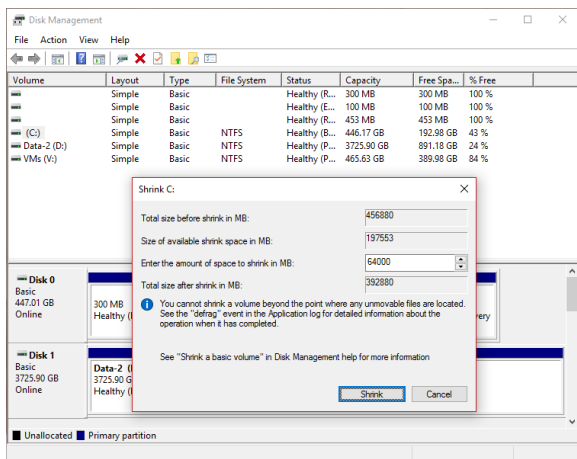 Disk Management
File Action View Help
Volume Layout Type File System Status Capacity Free Spa... % Free
Simple Basic Healthy (R... 300 MB 300 MB 100 %
Simple Basic Healthy (E... 100 MB 100 MB 100 %
Simple Basic Healthy (R... 453 MB 453 MB 100 %
(C:) Simple Basic NTFS Healthy (B... 446.17 GB 192.98 GB 43 %
Data-2 (D:) Simple Basic NTFS Healthy (P... 3725.90 GB 891.18 GB 24 %
VMs (V:) Simple Basic NTFS Healthy (P... 465.63 GB 389.98 GB 84 %
Shrink C:
Total size before shrink in MB: 456880
Size of available shrink space in MB: 197553
Enter the amount of space to shrink in MB: 64000
Total size after shrink in MB: 392880
You cannot shrink a volume beyond the point where any unmovable files are located.
See the "defrag" event in the Application log for detailed information about the
operation when it has completed.
See "Shrink a basic volume" in Disk Management help for more information
Shrink Cancel
Disk 0
Basic
447.01 GB
Online
300 MB
Healthy (
very
Disk 1
Basic
3725.90 GB
Online
Data-2 (
3725.90 G
Healthy (
Unallocated Primary partition